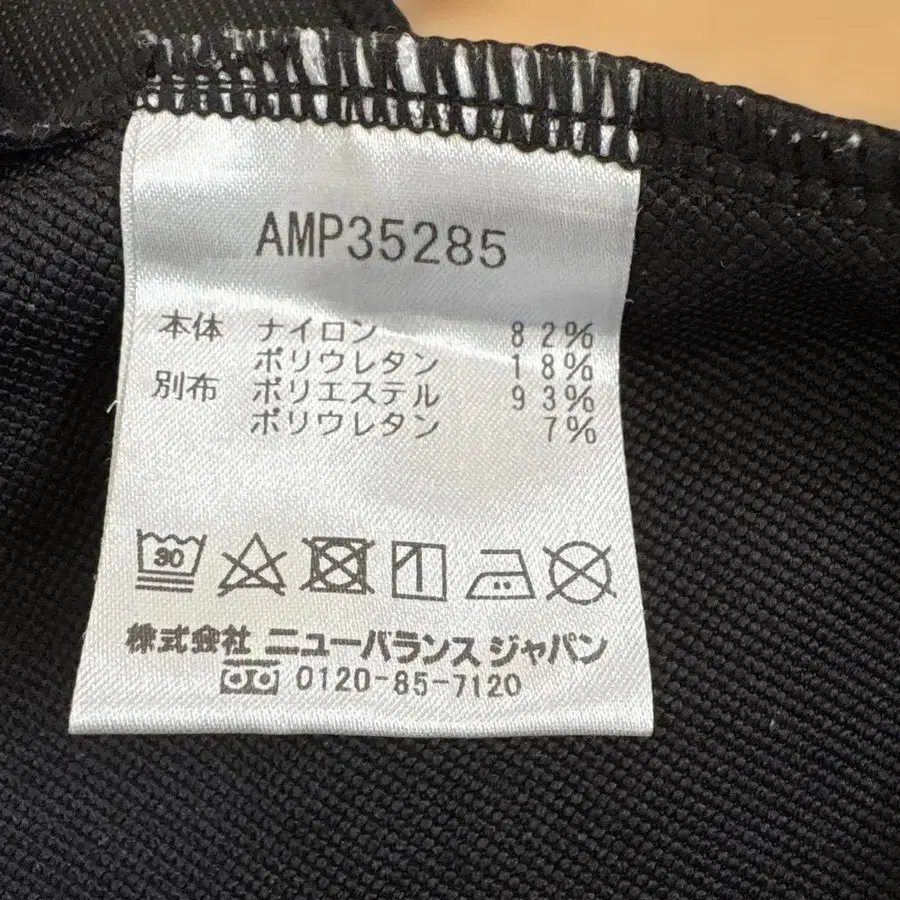 AMP35285
本体 ナイロン 82%
ポリウレタン 18%
別布 ポリエステル 93%
ポリウレタン 7%
30
株式会社 ニューバランス ジャパン
0120-85-7120